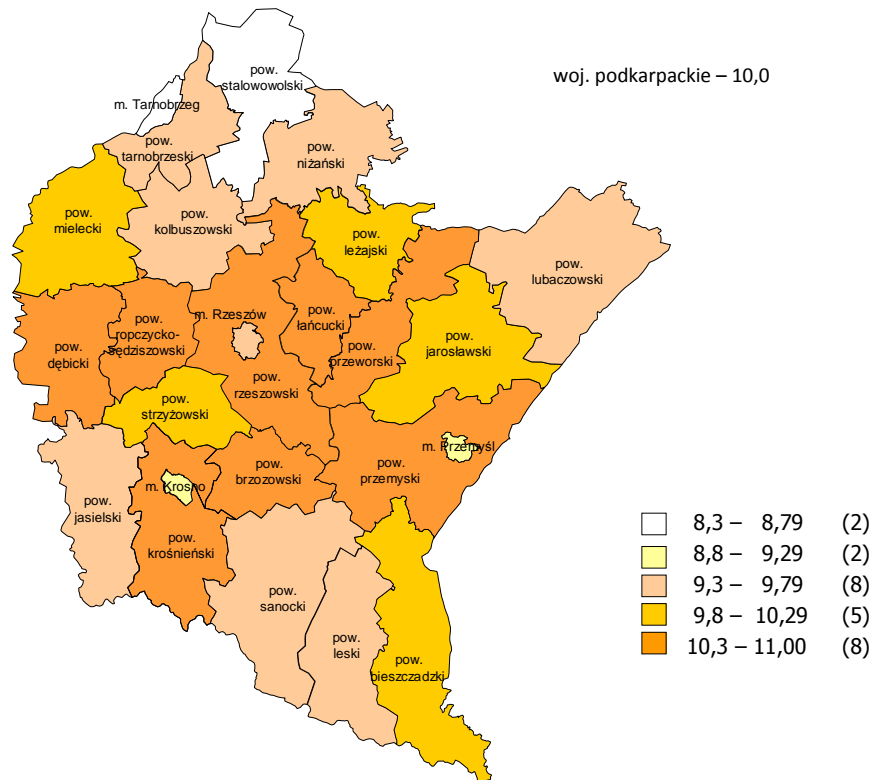 pow.
stalowowolski
woj. podkarpackie – 10,0
m. Tarnobrzeg
pow.
tarnobrzeski
pow.
niżański
pow.
mielecki
pow.
kolbuszowski
pow.
leżajski
pow.
lubaczowski
m. Rzeszów
pow.
ropczycko-
sędziszowski
pow.
łańcucki
pow.
dębicki
pow.
przeworski
pow.
jarosławski
pow.
rzeszowski
pow.
strzyżowski
m. Przemyśl
pow.
brzozowski
pow.
przemyski
m. Krosno
pow.
jasielski
pow.
krośnieński
pow.
sanocki
pow.
leski
pow.
bieszczadzki
8,3 – 8,79 (2)
8,8 – 9,29 (2)
9,3 – 9,79 (8)
9,8 – 10,29 (5)
10,3 – 11,00 (8)